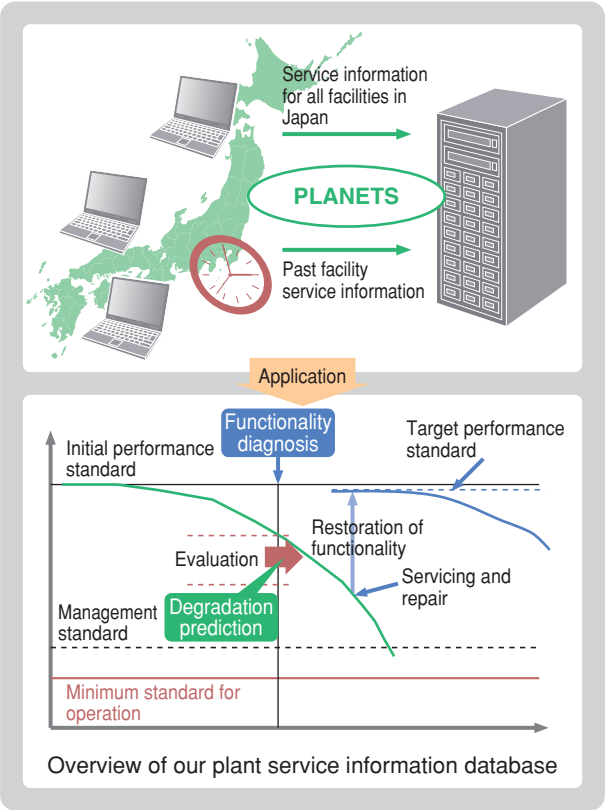 Service information
for all facilities in
Japan
PLANETS
Past facility
service information
Application
Functionality
diagnosis
Target performance
standard
Initial performance
standard
Restoration of
functionality
Evaluation
Servicing and
repair
Degradation
prediction
Management
standard
Minimum standard for
operation
Overview of our plant service information database